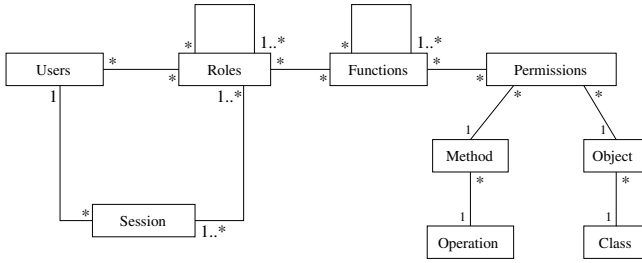 * 1..* * 1..*
Users * * Roles * * Functions * * Permissions
1 1..* * *
1 1
Method Object
* *
* Session 1..* 1 1
Operation Class